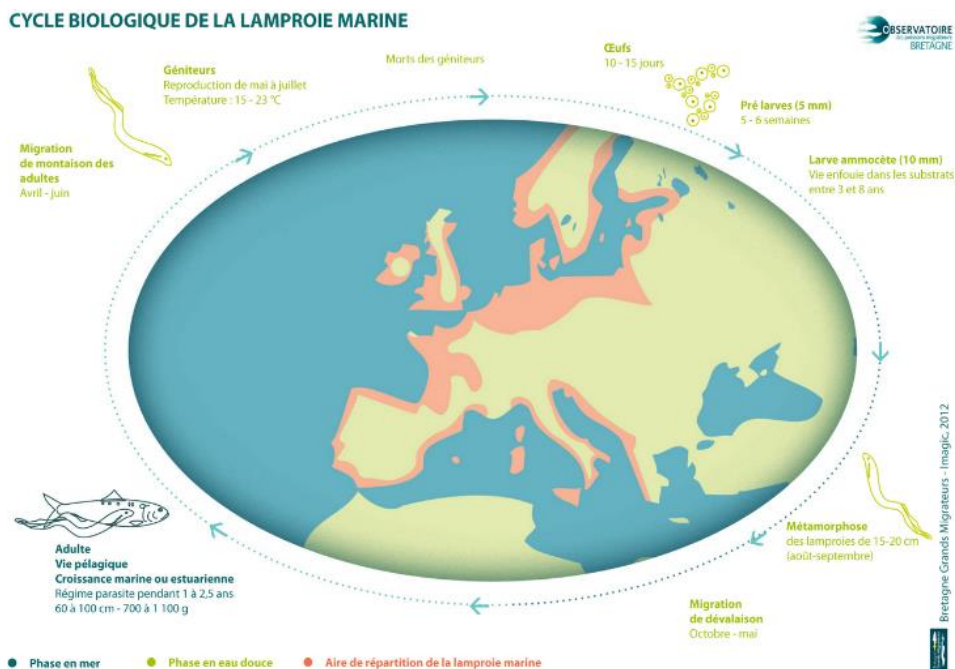 CYCLE BIOLOGIQUE DE LA LAMPROIE MARINE
OBSERVATOIRE
des poissons migrateurs
BRETAGNE
Géniteurs
Reproduction de mai à juillet
Température : 15 - 23 °C
Morts des géniteurs
Œufs
10 - 15 jours
Pré larves (5 mm)
5 - 6 semaines
Migration
de montaison des
adultes
Avril - juin
Larve ammocète (10 mm)
Vie enfouie dans les substrats
entre 3 et 8 ans
Métamorphose
des lamproies de 15-20 cm
(août-septembre)
Adulte
Vie pélagique
Croissance marine ou estuarienne
Régime parasite pendant 1 à 2,5 ans
60 à 100 cm - 700 à 1 100 g
Migration
de dévalaison
Octobre - mai
Bretagne Grands Migrateurs - Imagic, 2012
Phase en mer
Phase en eau douce
Aire de répartition de la lamproie marine